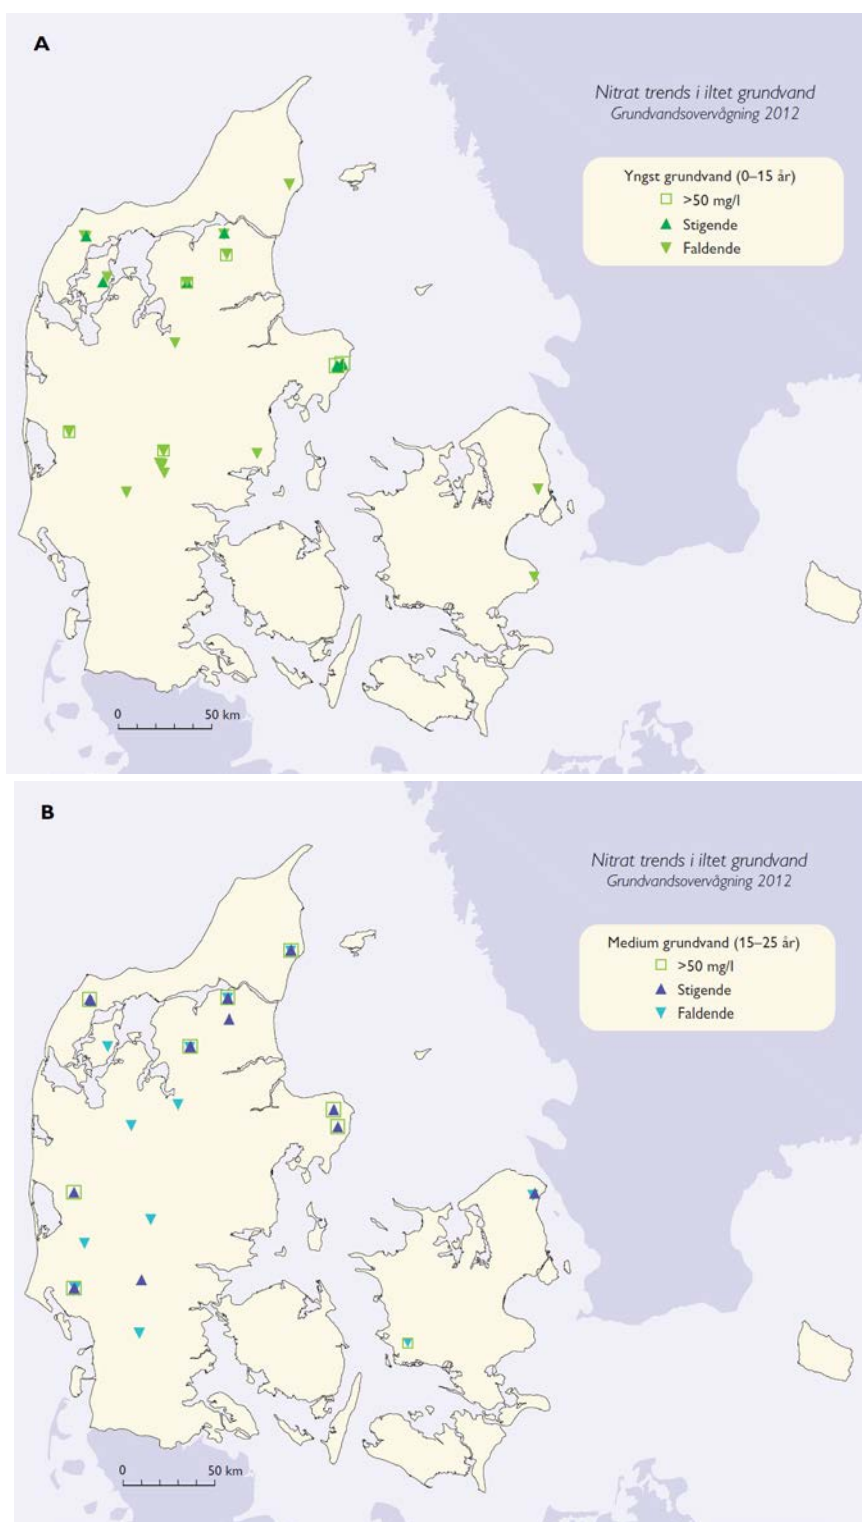 A
Nitrat trends i iltet grundvand
Grundvandsovervågning 2012
Yngst grundvand (0–15 år)
>50 mg/l
Stigende
Faldende
0 50 km
B
Nitrat trends i iltet grundvand
Grundvandsovervågning 2012
Medium grundvand (15–25 år)
>50 mg/l
Stigende
Faldende
0 50 km